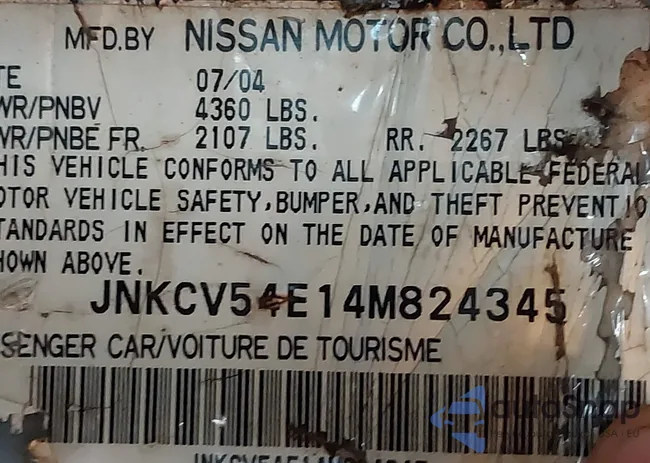 MFD.BY NISSAN MOTOR CO.,LTD
TE 07/04
WR/PNBV 4360 LBS.
WR/PNBE FR. 2107 LBS. RR. 2267 LBS
HIS VEHICLE CONFORMS TO ALL APPLICABLE FEDERAL
OTOR VEHICLE SAFETY,BUMPER,AND THEFT PREVENTIO
TANDARDS IN EFFECT ON THE DATE OF MANUFACTURE
HOWN ABOVE.
JNKCV54E14M824345
SENGER CAR/VOITURE DE TOURISME
autoShop